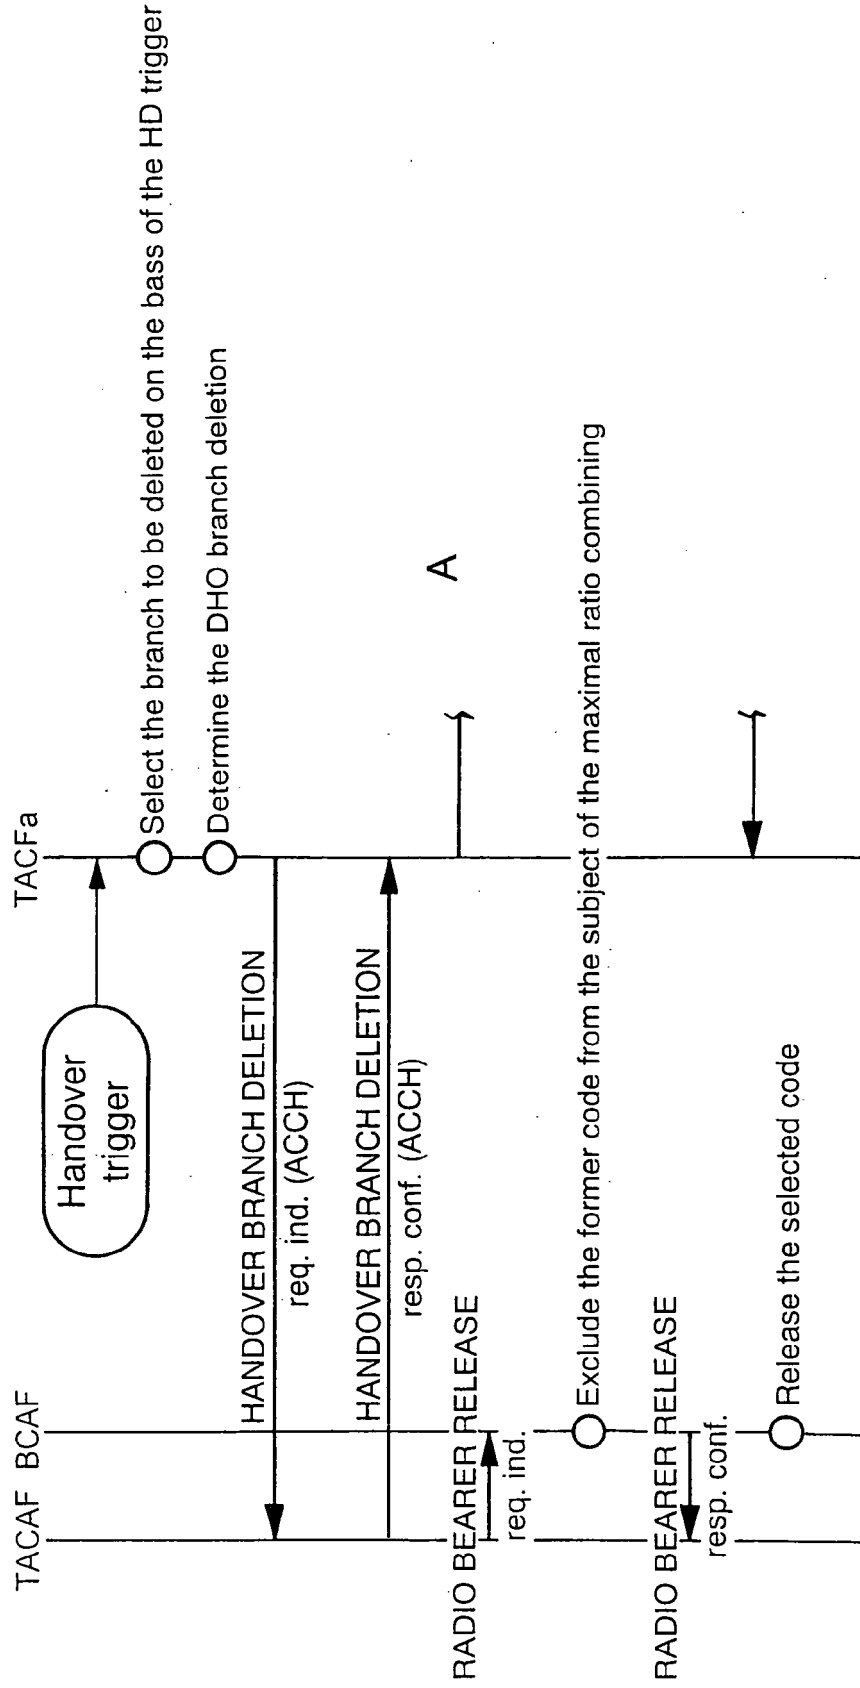 TACAF BCAF
TACFa
Handover
trigger
Select the branch to be deleted on the bass of the HD trigger
Determine the DHO branch deletion
HANDOVER BRANCH DELETION
req. ind. (ACCH)
HANDOVER BRANCH DELETION
resp. conf. (ACCH)
A
RADIO BEARER RELEASE
req. ind.
Exclude the former code from the subject of the maximal ratio combining
RADIO BEARER RELEASE
resp. conf.
Release the selected code